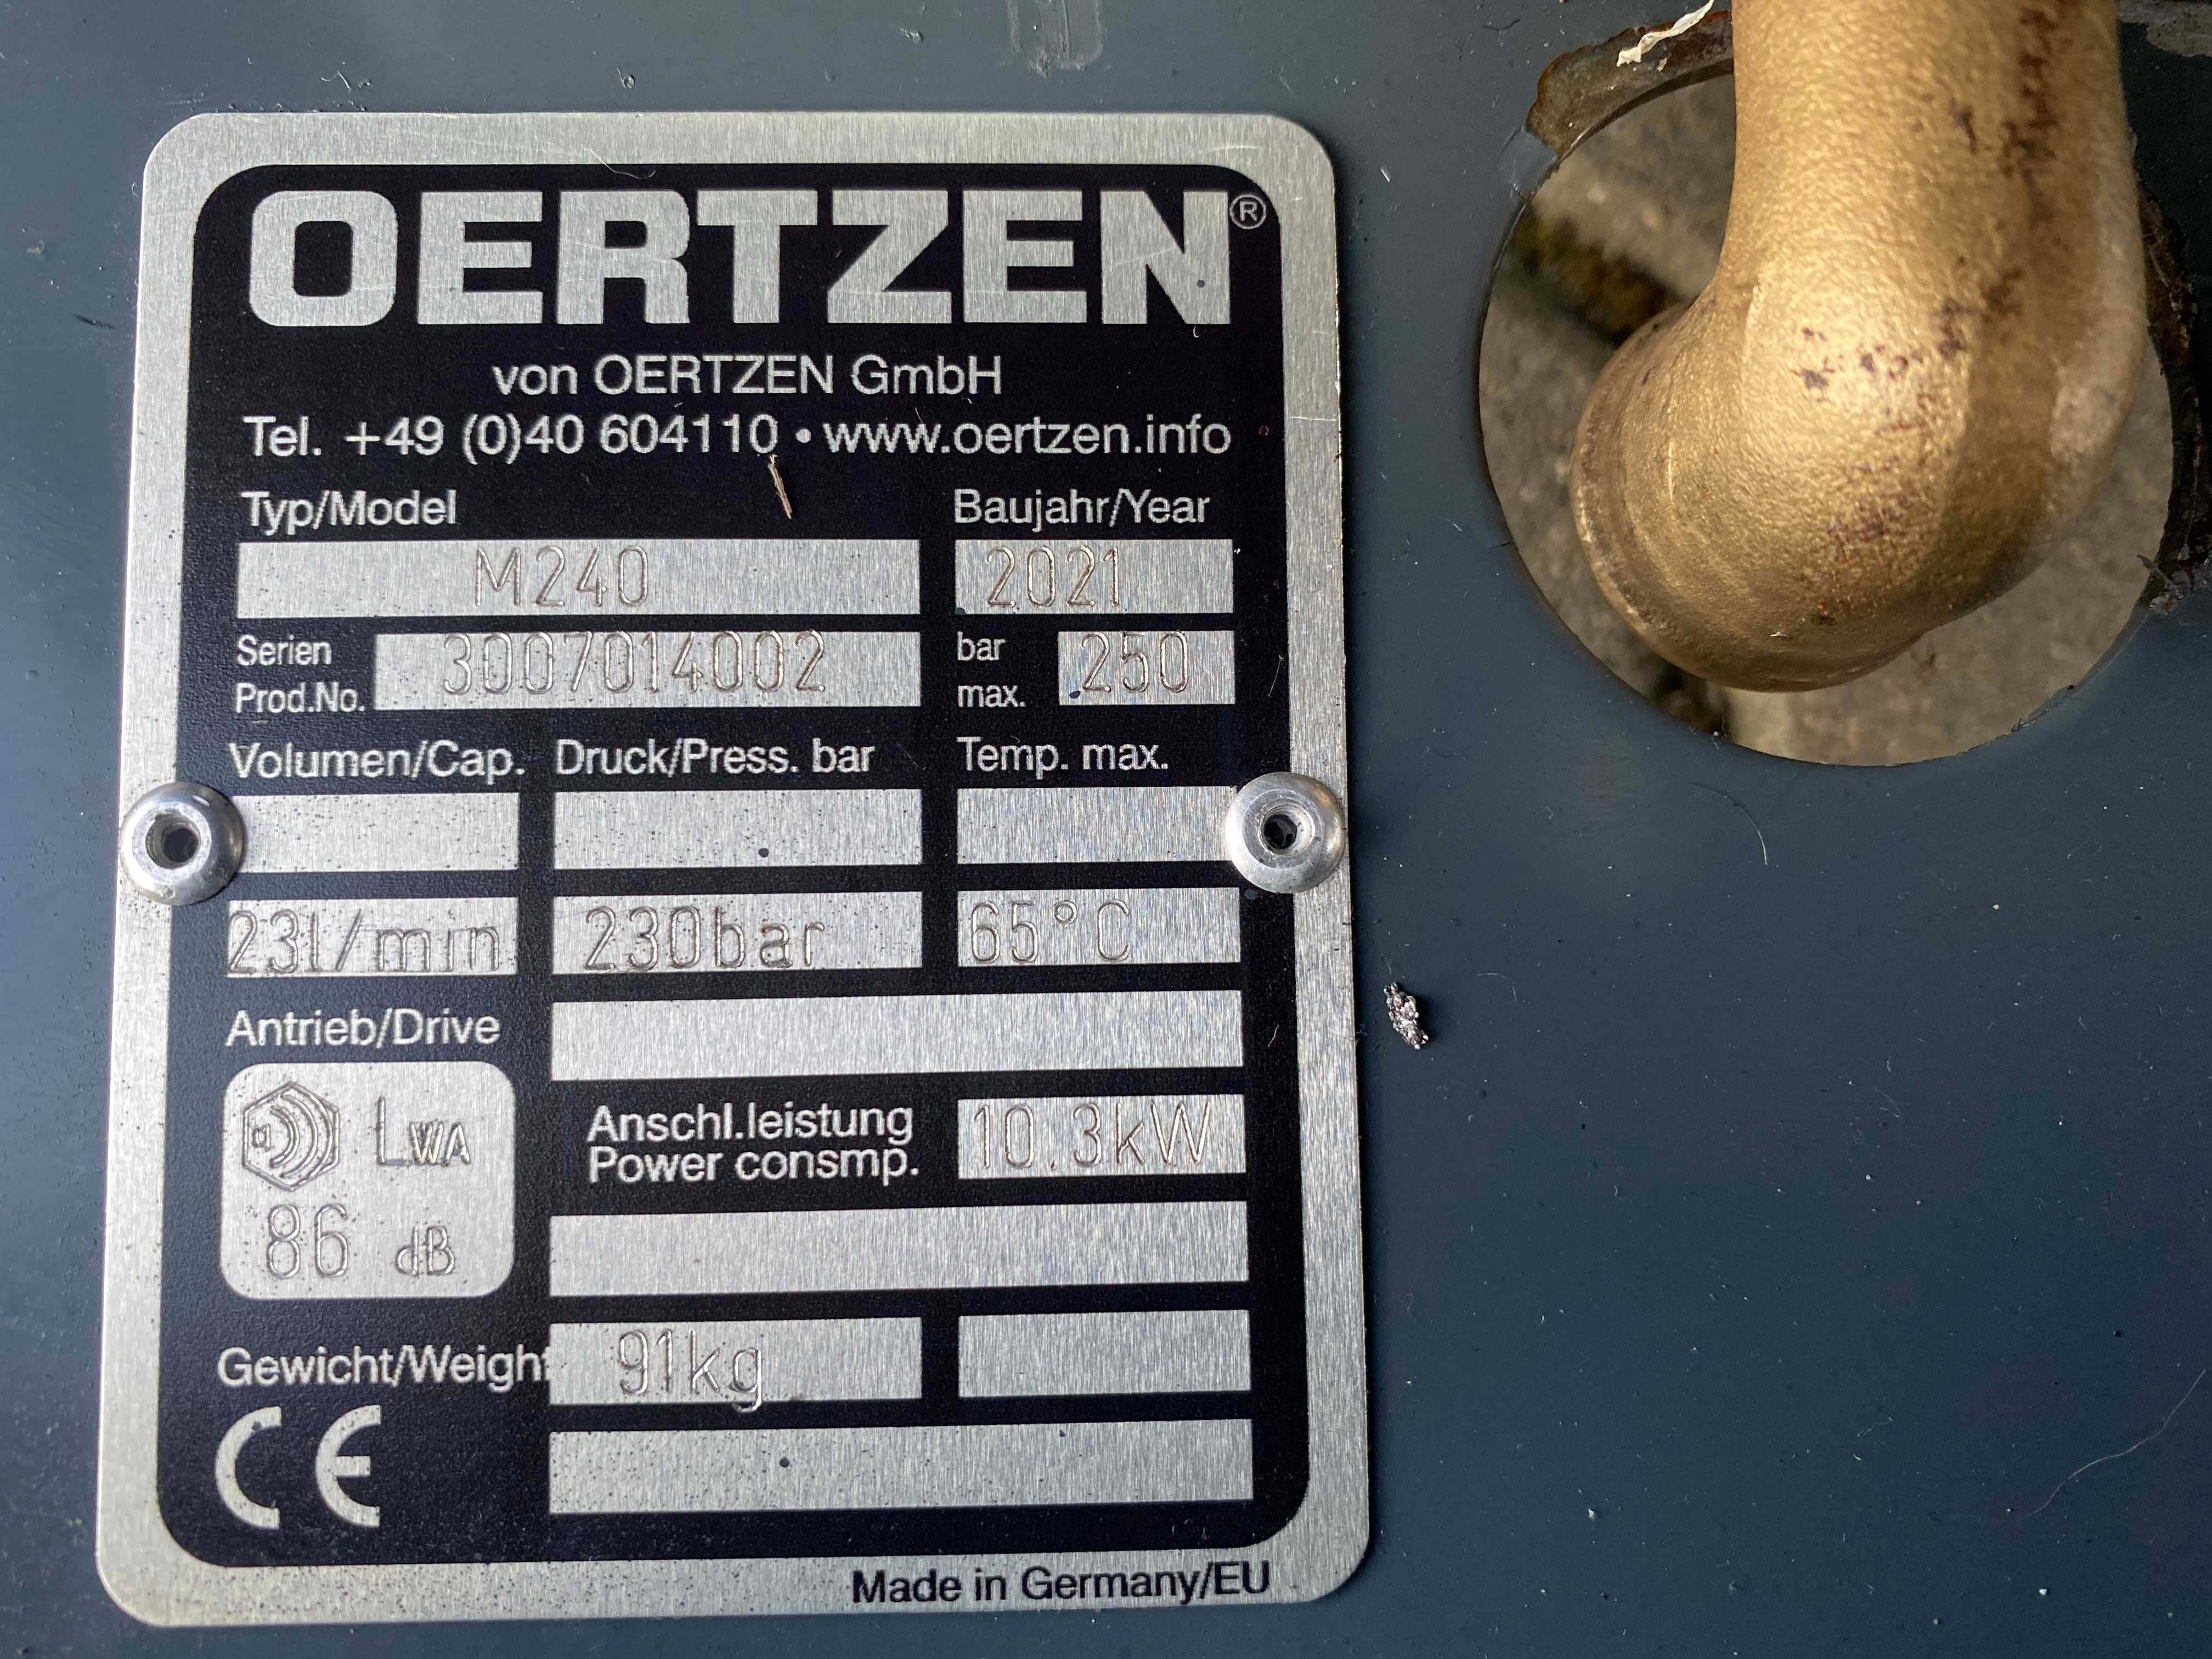 OERTZEN®
von OERTZEN GmbH
Tel. +49 (0)40 604110 • www.oertzen.info
Typ/Model Baujahr/Year
M240 2021
Serien Prod.No. 3007014002 bar max. 250
Volumen/Cap. Druck/Press. bar Temp. max.
23l/min 230bar 65°C
Antrieb/Drive
LWA
86 dB
Anschl.leistung
Power consmp. 10.3kW
Gewicht/Weight 91kg
CE
Made in Germany/EU